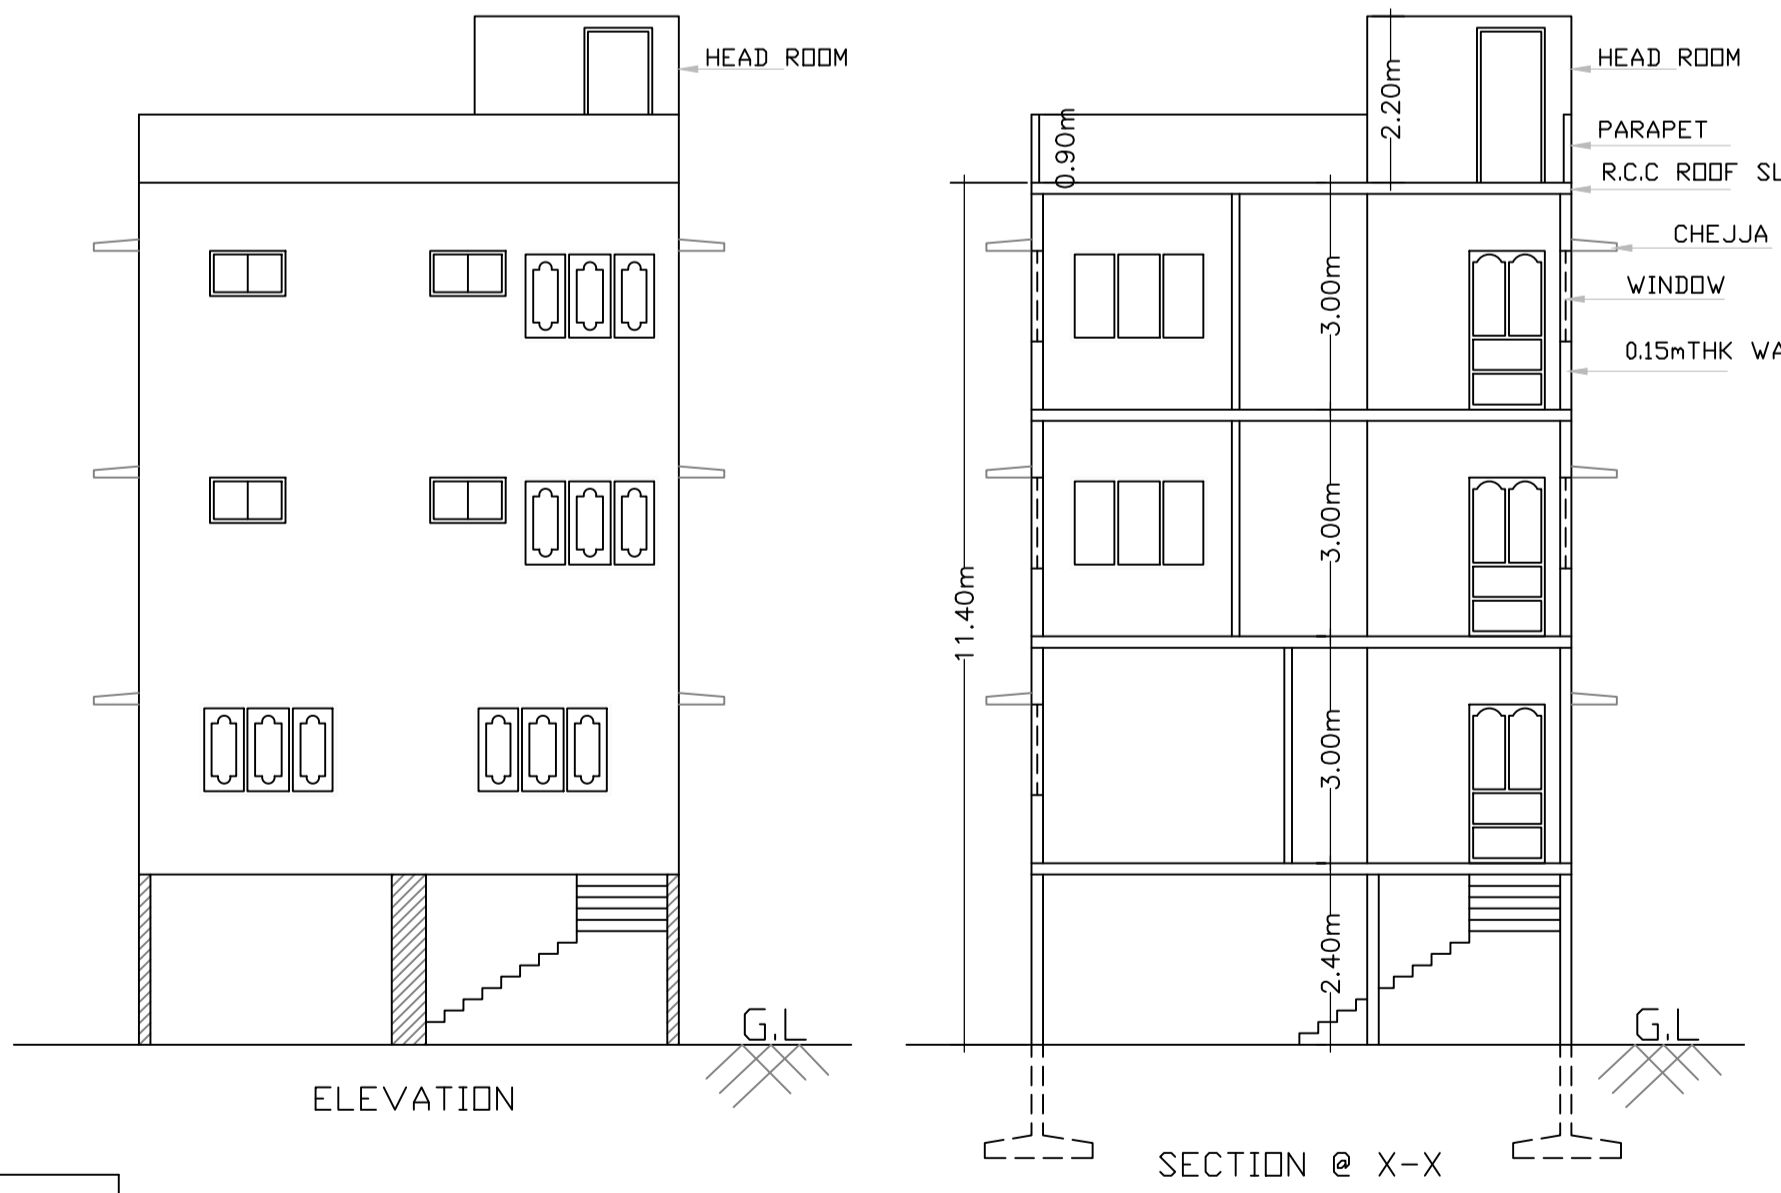 HEAD ROOM
ELEVATION
G.L
HEAD ROOM
PARAPET
R.C.C ROOF SL
CHEJJA
WINDOW
0.15mTHK WA
2.20m
0.90m
3.00m
3.00m
3.00m
2.40m
11.40m
G.L
SECTION @ X-X